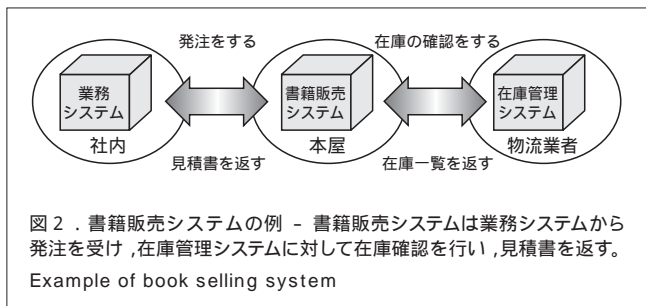 発注をする
在庫の確認をする
業務
システム
書籍販売
システム
在庫管理
システム
社内
本屋
物流業者
見積書を返す
在庫一覧を返す
図2．書籍販売システムの例 － 書籍販売システムは業務システムから
発注を受け，在庫管理システムに対して在庫確認を行い，見積書を返す。
Example of book selling system